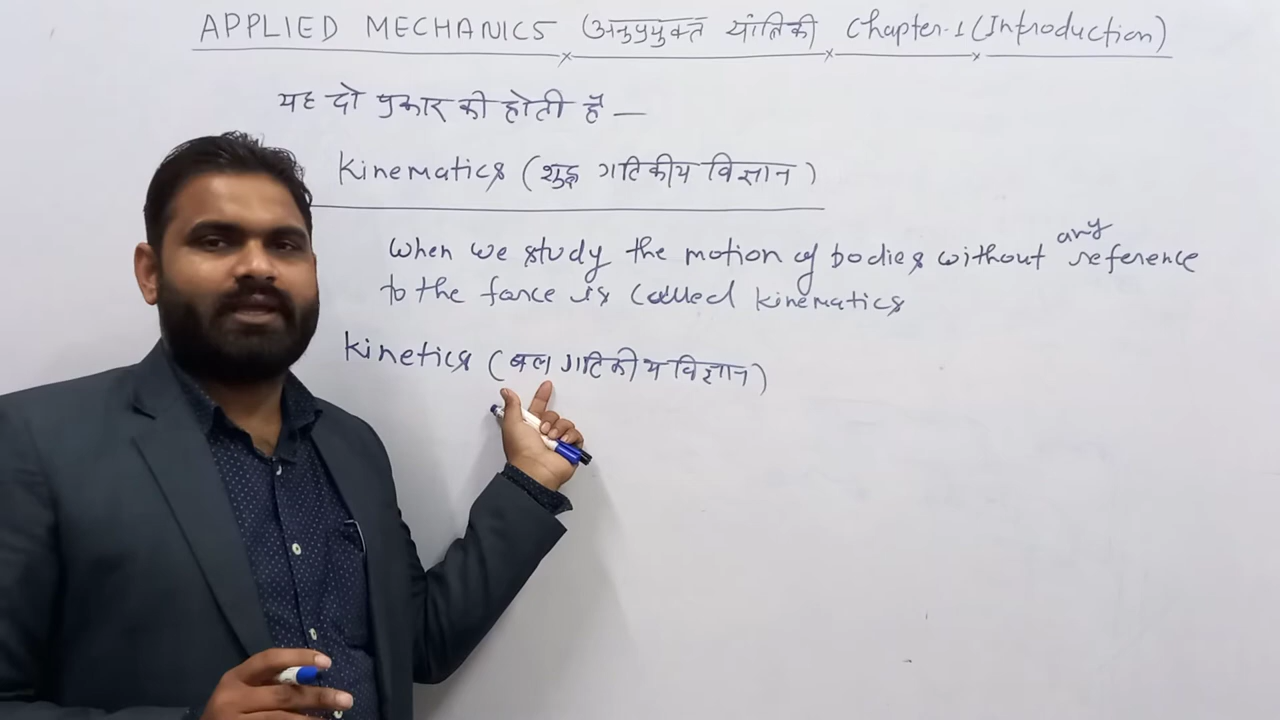 APPLIED MECHANICS (अनुप्रयुक्त यांत्रिकी) Chapter-1 (Introduction)
यह दो प्रकार की होती है —
Kinematics (शुद्ध गतिकीय विज्ञान)
When we study the motion of bodies without any reference
to the force is called kinematics
Kinetics (बल गतिकीय विज्ञान)